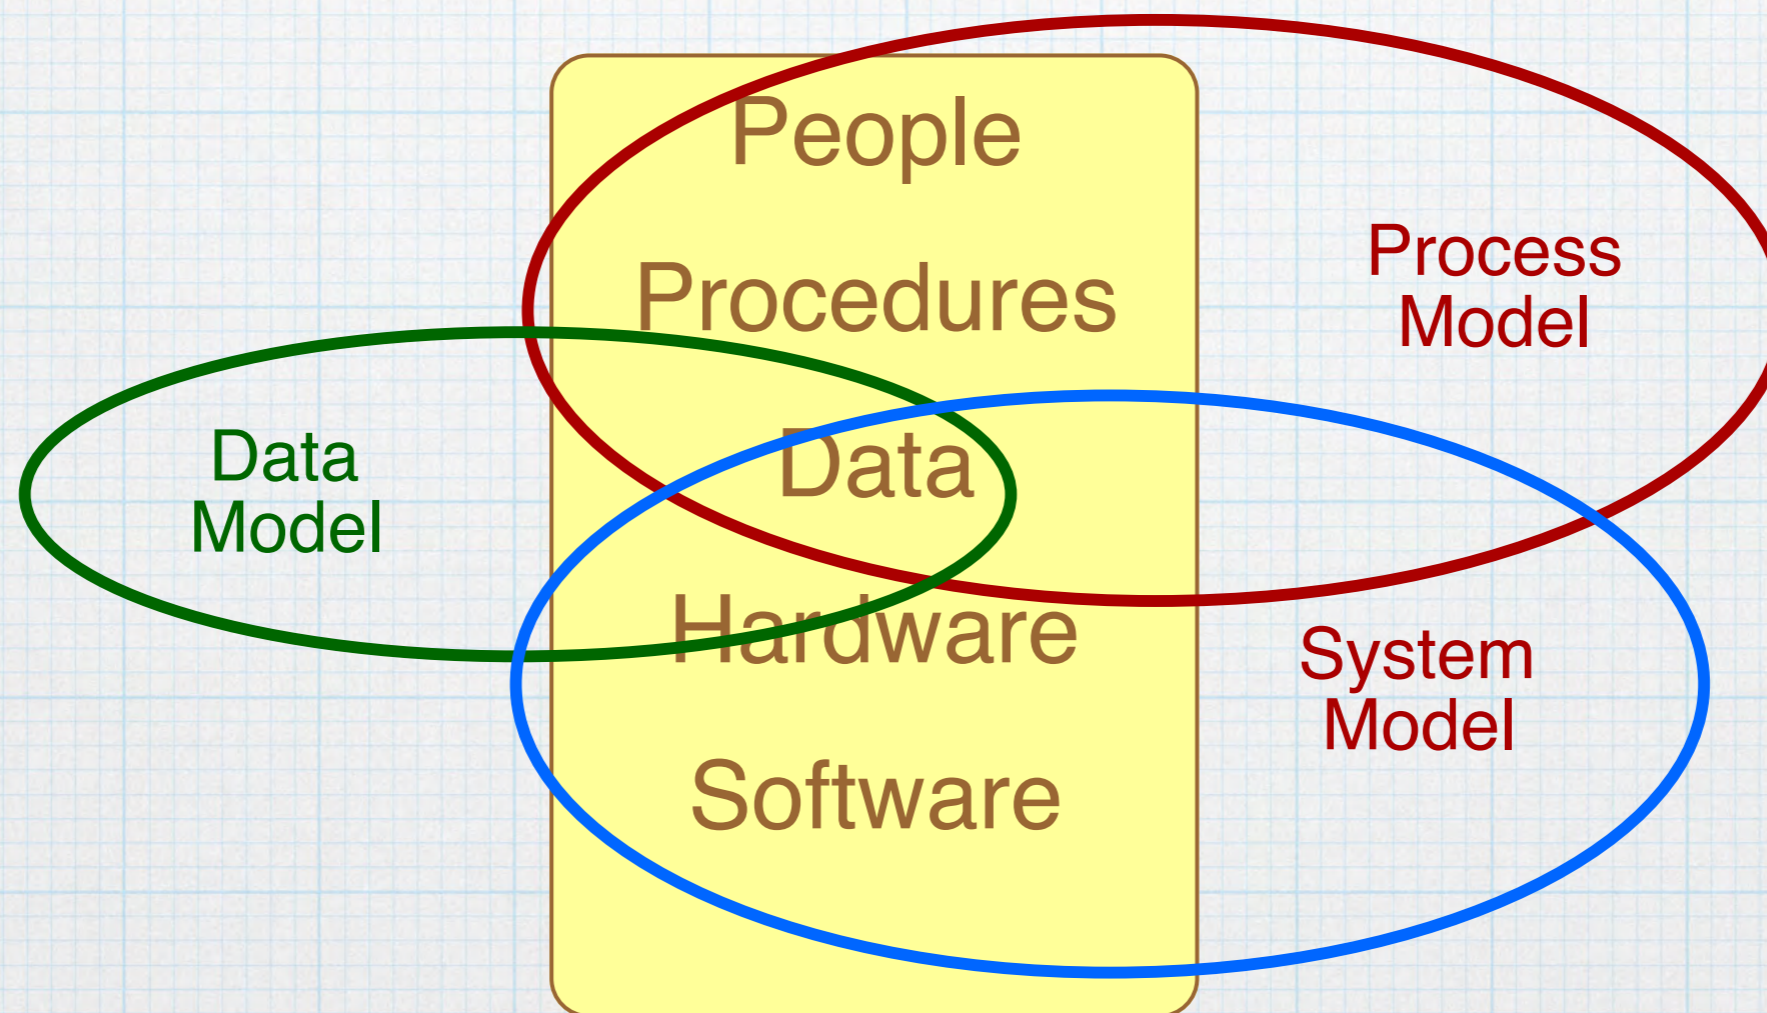 People
Procedures
Process
Model
Data
Data
Model
Hardware
System
Model
Software